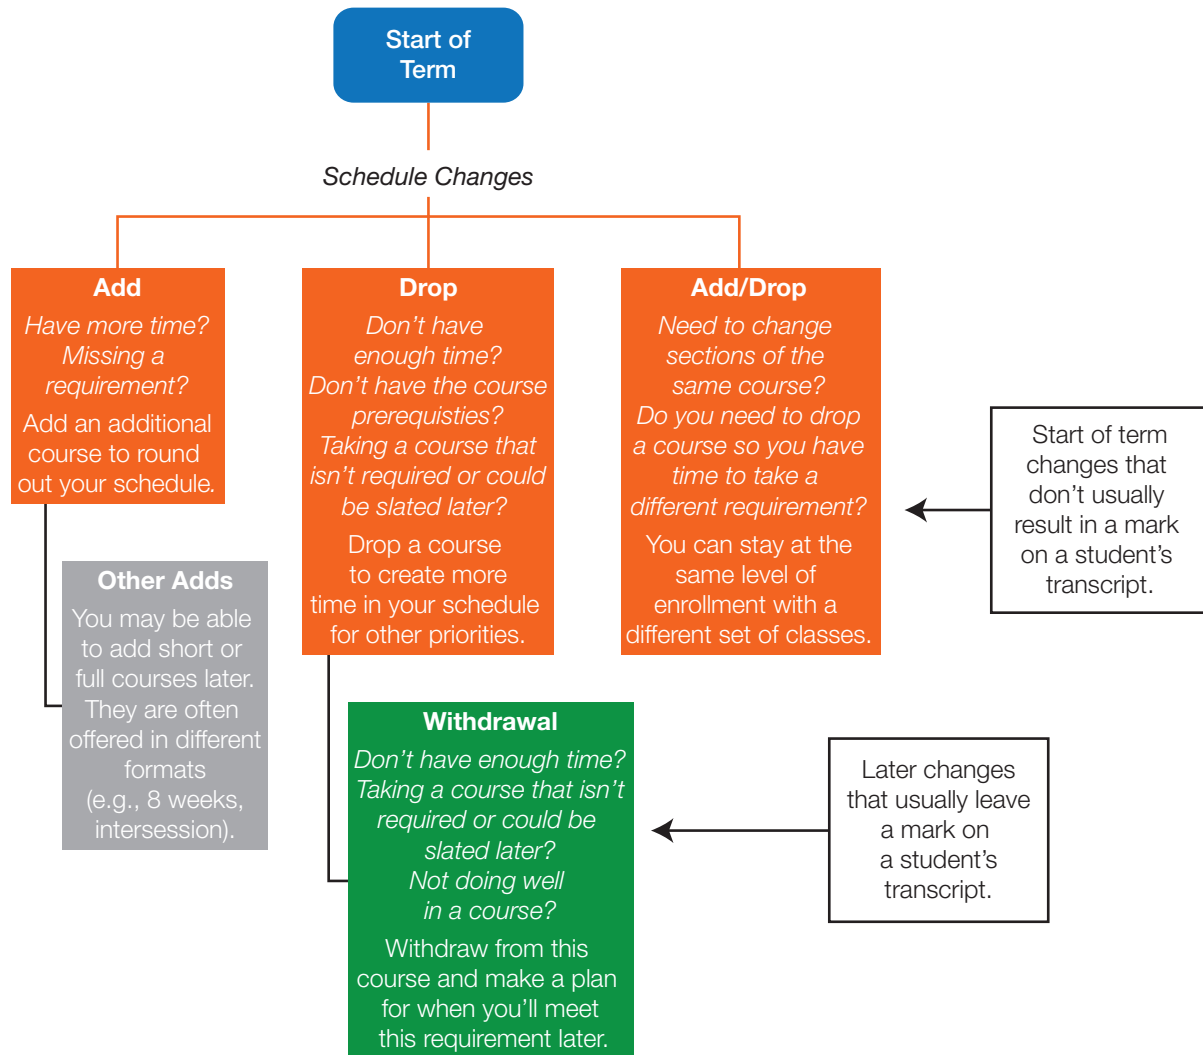 Start of
Term
Schedule Changes
Add
Have more time?
Missing a
requirement?
Add an additional
course to round
out your schedule.
Other Adds
You may be able
to add short or
full courses later.
They are often
offered in different
formats
(e.g., 8 weeks,
intersession).
Drop
Don't have
enough time?
Don't have the course
prerequisties?
Taking a course that
isn't required or could
be slated later?
Drop a course
to create more
time in your schedule
for other priorities.
Withdrawal
Don't have enough time?
Taking a course that isn't
required or could be
slated later?
Not doing well
in a course?
Withdraw from this
course and make a plan
for when you'll meet
this requirement later.
Add/Drop
Need to change
sections of the
same course?
Do you need to drop
a course so you have
time to take a
different requirement?
You can stay at the
same level of
enrollment with a
different set of classes.
Start of term
changes that
don't usually
result in a mark
on a student's
transcript.
Later changes
that usually leave
a mark on
a student's
transcript.